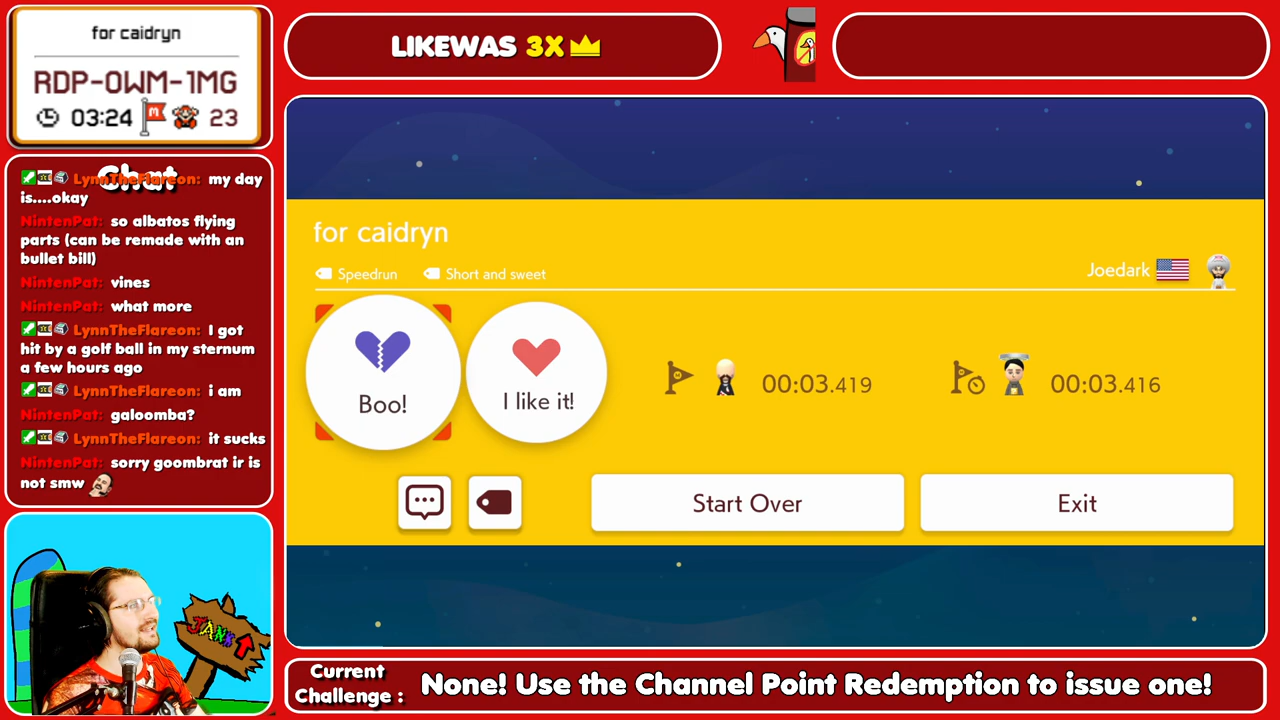 for caidryn
RDP-0WM-1MG
03:24 M 23
Chat
LynnTheFlareon: my day
is....okay
NintenPat: so albatos flying
parts (can be remade with an
bullet bill)
NintenPat: vines
NintenPat: what more
LynnTheFlareon: I got
hit by a golf ball in my sternum
a few hours ago
LynnTheFlareon: i am
NintenPat: galoomba?
LynnTheFlareon: it sucks
NintenPat: sorry goombrat ir is
not smw
JANK
LIKEWAS 3X
for caidryn
Speedrun Short and sweet
Joedark
Boo!
I like it!
00:03.419
00:03.416
Start Over
Exit
Current
Challenge :
None! Use the Channel Point Redemption to issue one!